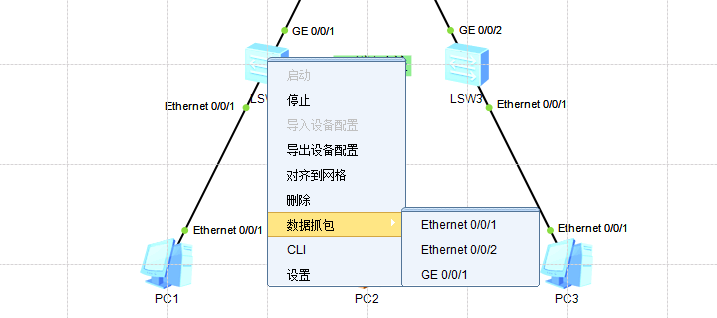 GE 0/0/1
GE 0/0/2
启动
LSW3
Ethernet 0/0/1
停止
Ethernet 0/0/1
导入设备配置
导出设备配置
对齐到网格
删除
数据抓包
Ethernet 0/0/1
Ethernet 0/0/1
Ethernet 0/0/1
CLI
Ethernet 0/0/2
设置
GE 0/0/1
PC1
PC2
PC3